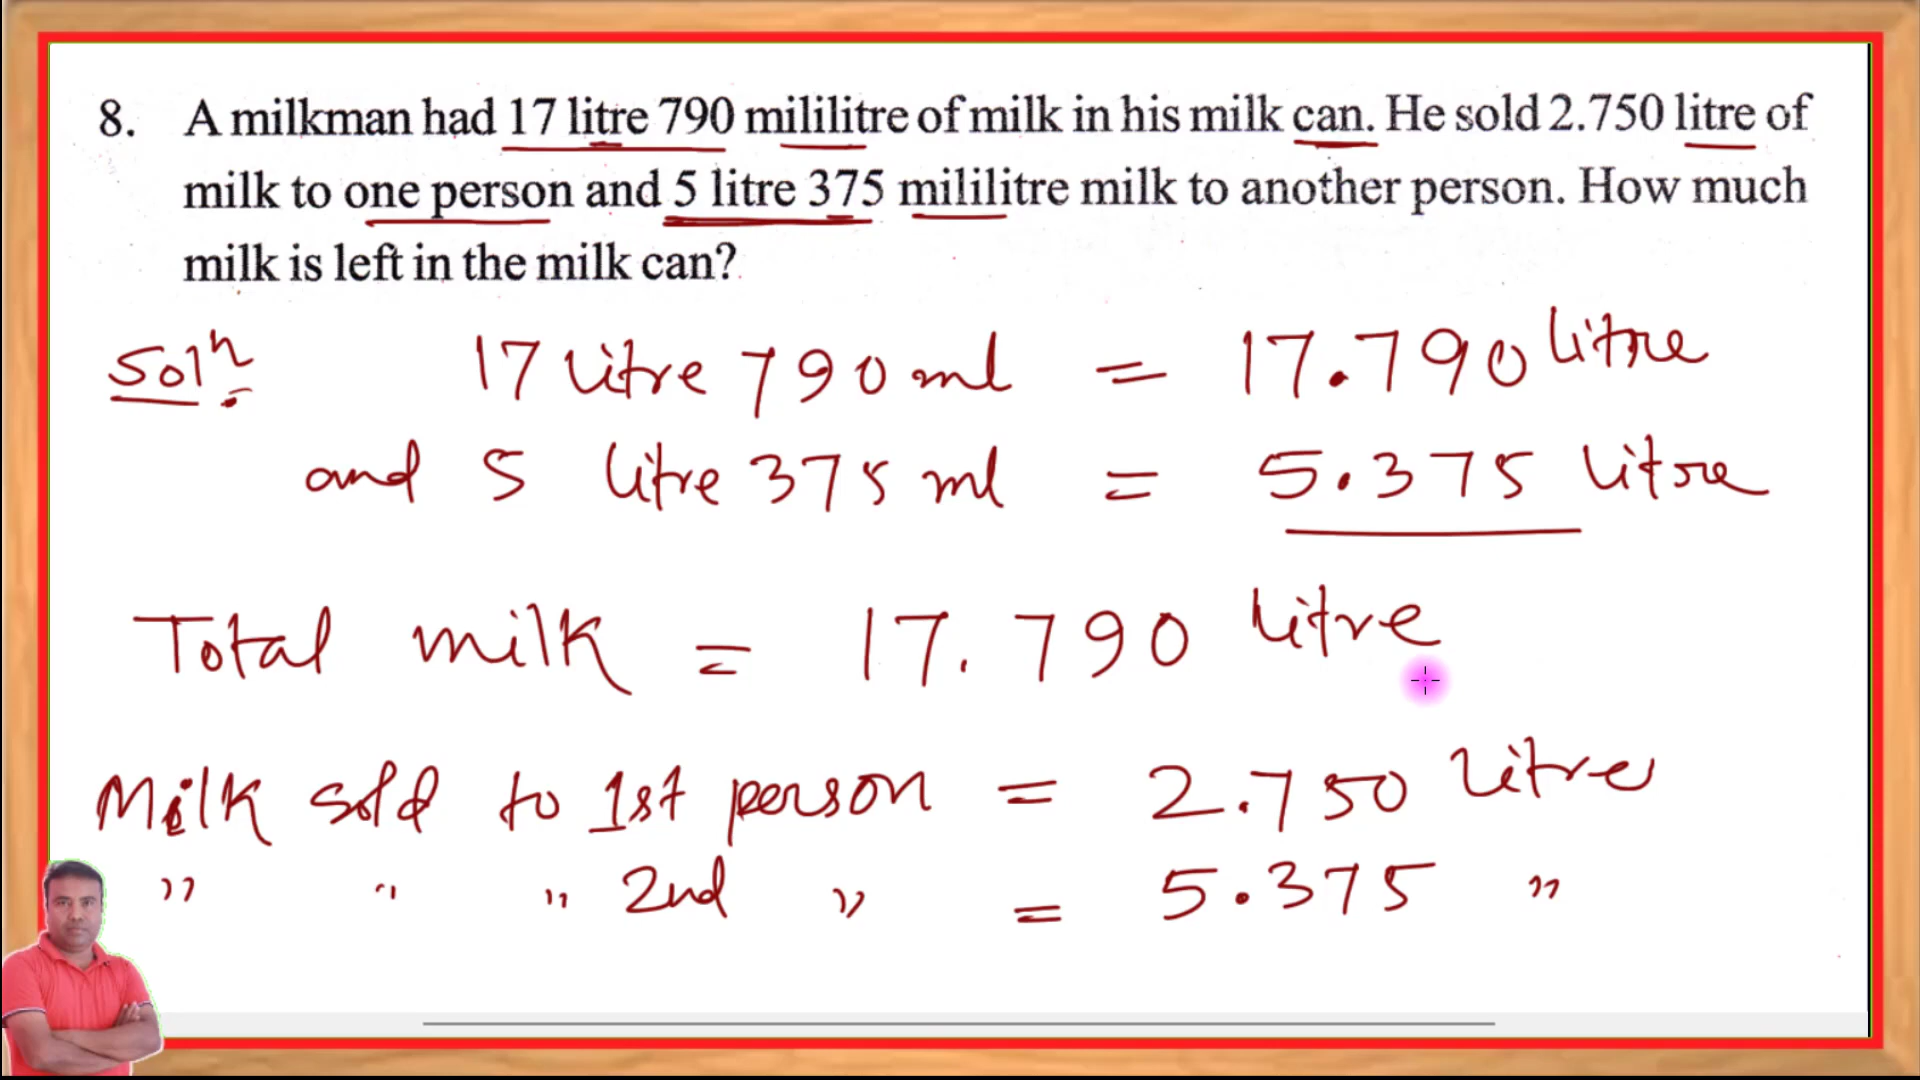 8. A milkman had 17 litre 790 mililitre of milk in his milk can. He sold 2.750 litre of
milk to one person and 5 litre 375 mililitre milk to another person. How much
milk is left in the milk can?
Solⁿ 17 litre 790 ml = 17.790 litre
and 5 litre 375 ml = 5.375 litre
Total milk = 17.790 litre
Milk sold to 1st person = 2.750 litre
" " " 2nd " = 5.375 "